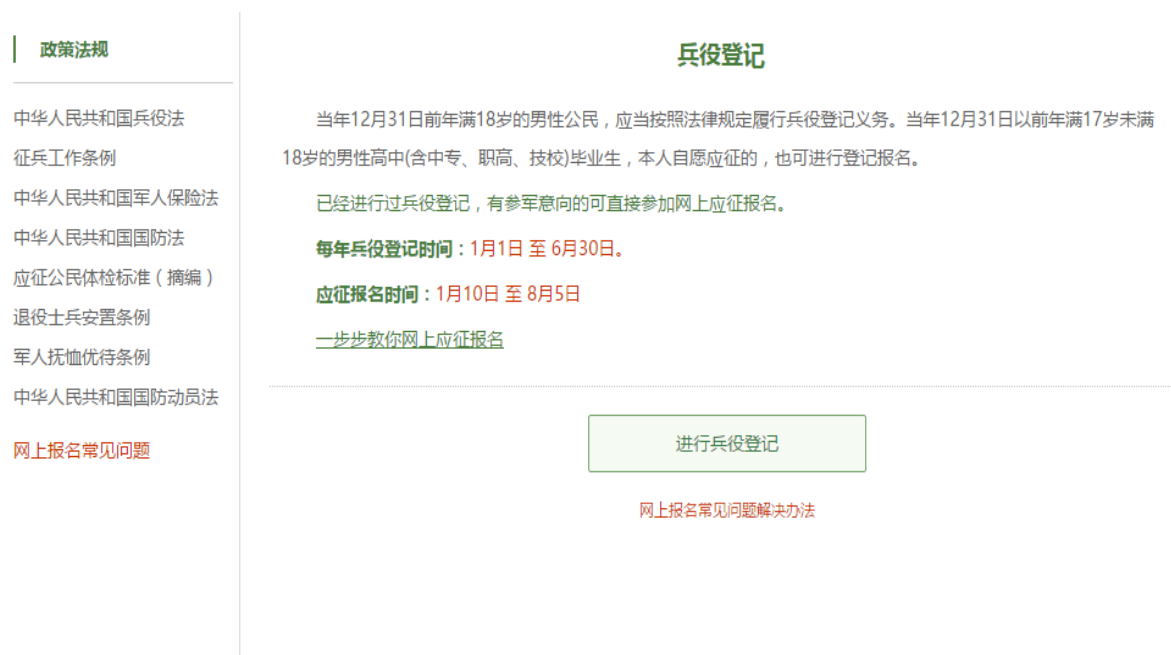 政策法规
中华人民共和国兵役法
征兵工作条例
中华人民共和国军人保险法
中华人民共和国国防法
应征公民体检标准（摘编）
退役士兵安置条例
军人抚恤优待条例
中华人民共和国国防动员法
网上报名常见问题
兵役登记
当年12月31日前年满18岁的男性公民，应当按照法律规定履行兵役登记义务。当年12月31日以前年满17岁未满
18岁的男性高中(含中专、职高、技校)毕业生，本人自愿应征的，也可进行登记报名。
已经进行过兵役登记，有参军意向的可直接参加网上应征报名。
每年兵役登记时间：1月1日 至 6月30日。
应征报名时间：1月10日 至 8月5日
一步步教你网上应征报名
进行兵役登记
网上报名常见问题解决办法